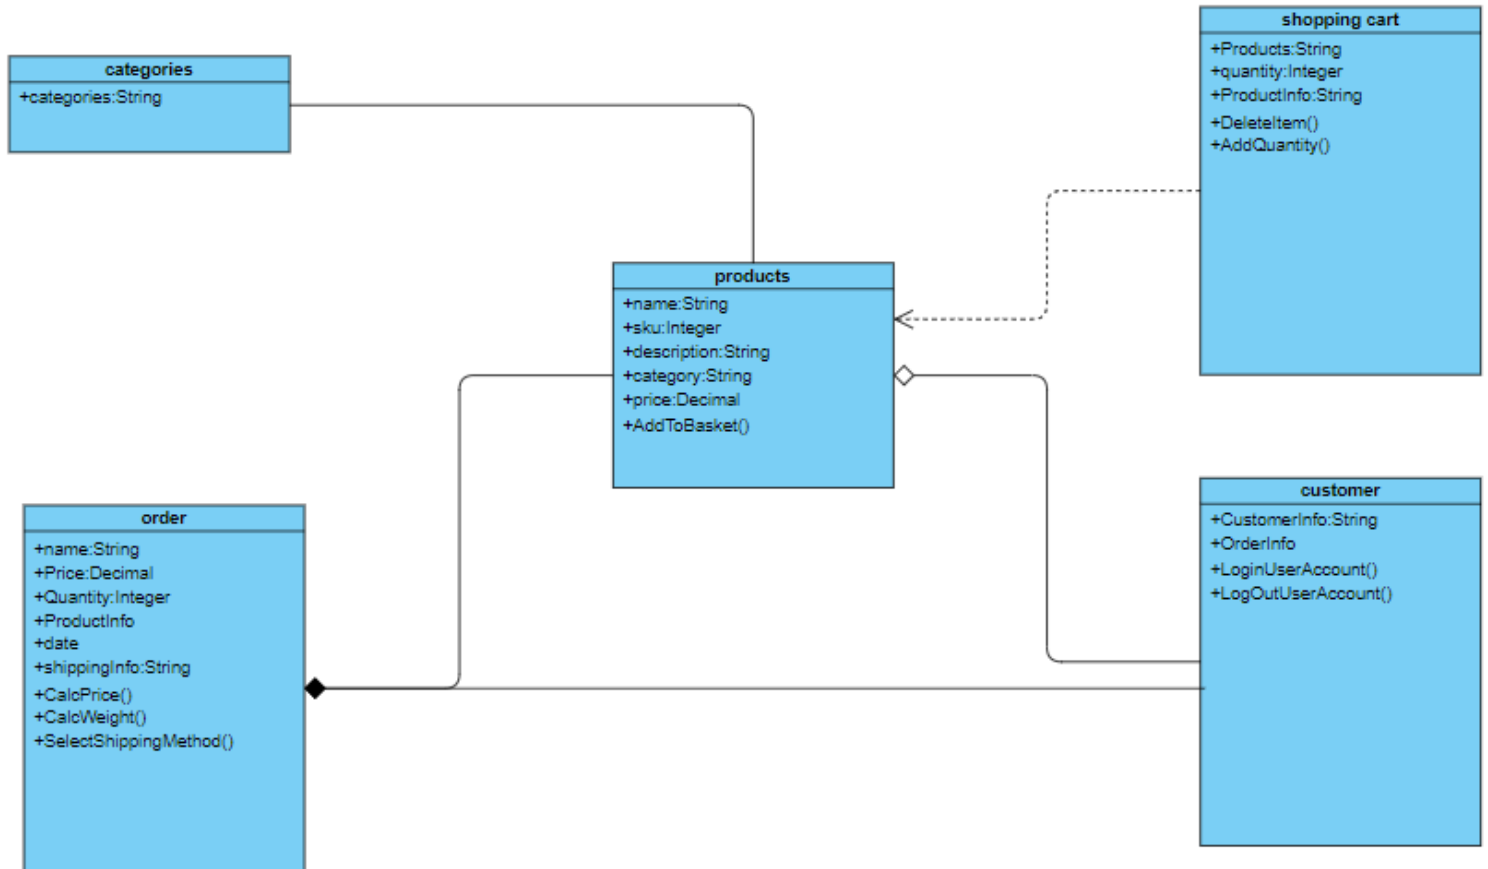 categories
+categories:String
shopping cart
+Products:String
+quantity:Integer
+ProductInfo:String
+DeleteItem()
+AddQuantity()
products
+name:String
+sku:Integer
+description:String
+category:String
+price:Decimal
+AddToBasket()
order
+name:String
+Price:Decimal
+Quantity:Integer
+ProductInfo
+date
+shippingInfo:String
+CalcPrice()
+CalcWeight()
+SelectShippingMethod()
customer
+CustomerInfo:String
+OrderInfo
+LoginUserAccount()
+LogOutUserAccount()